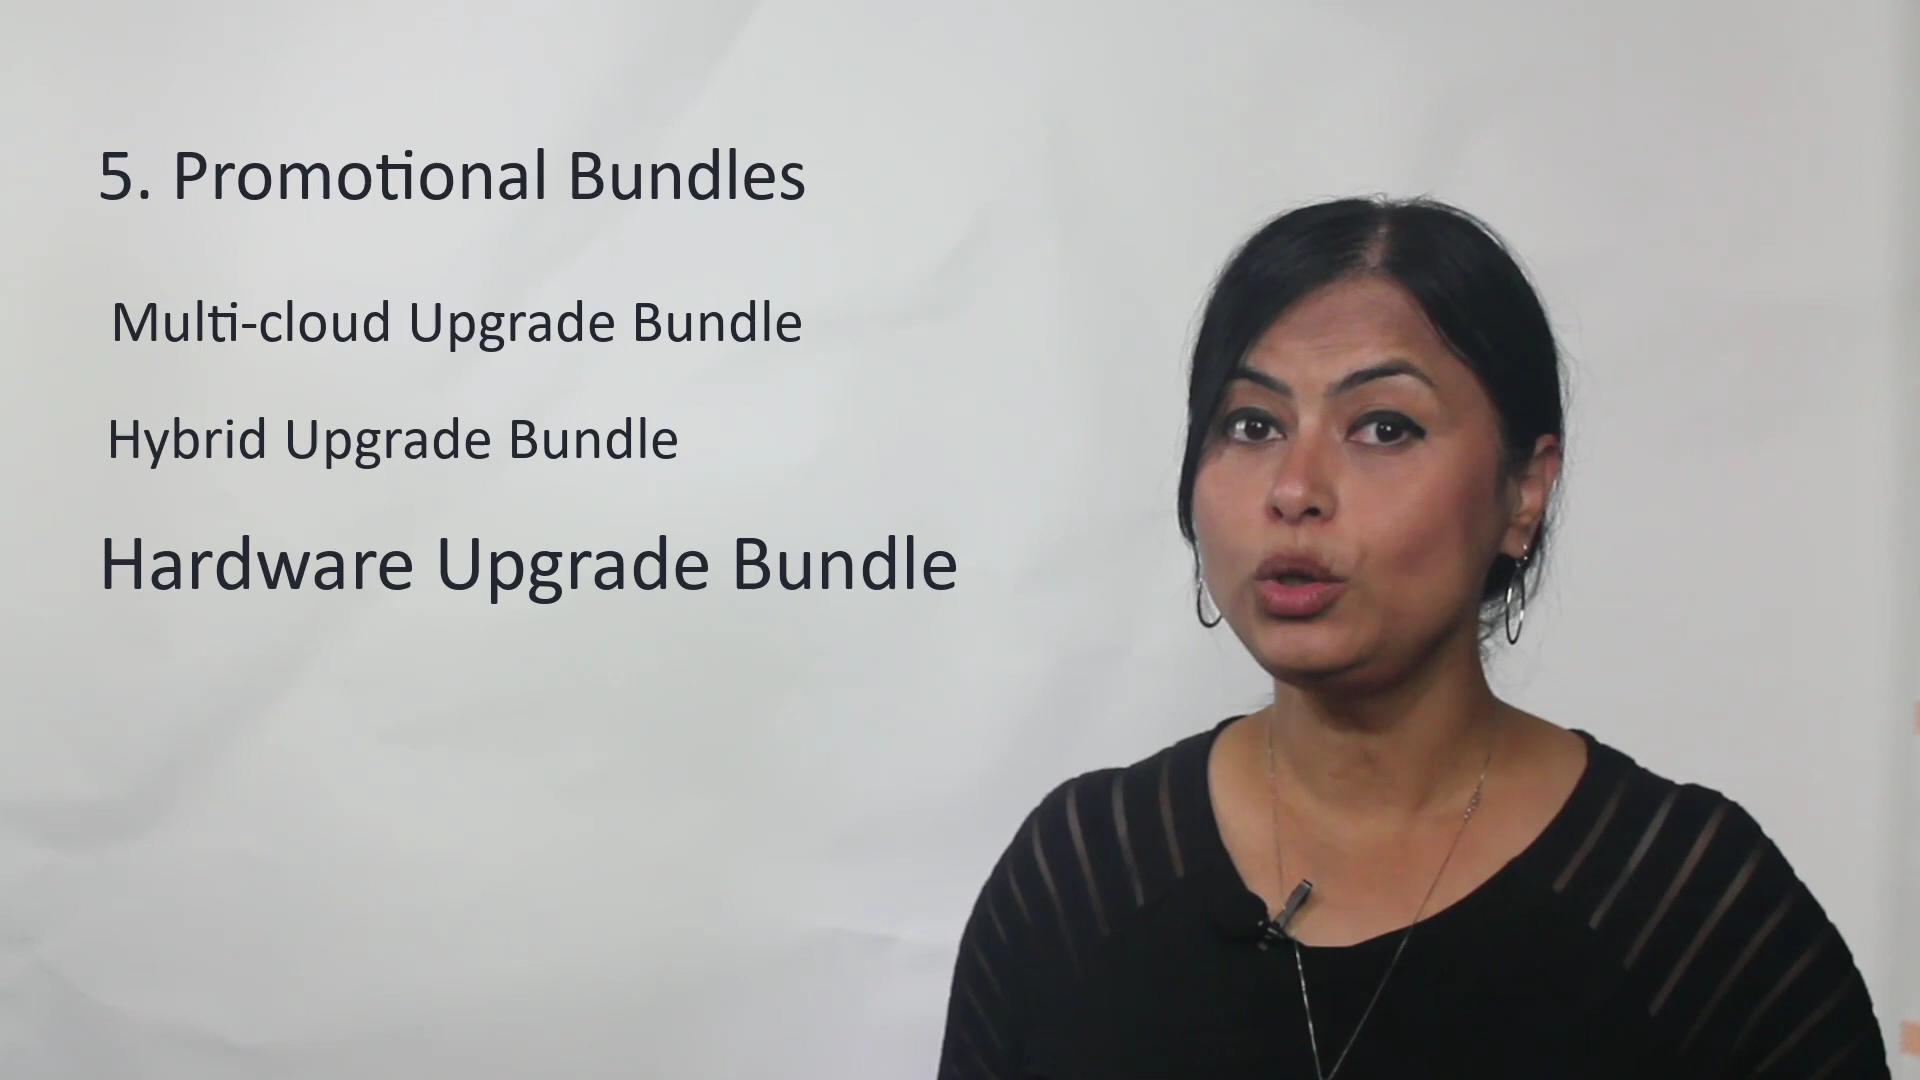 5. Promotional Bundles
Multi-cloud Upgrade Bundle
Hybrid Upgrade Bundle
Hardware Upgrade Bundle